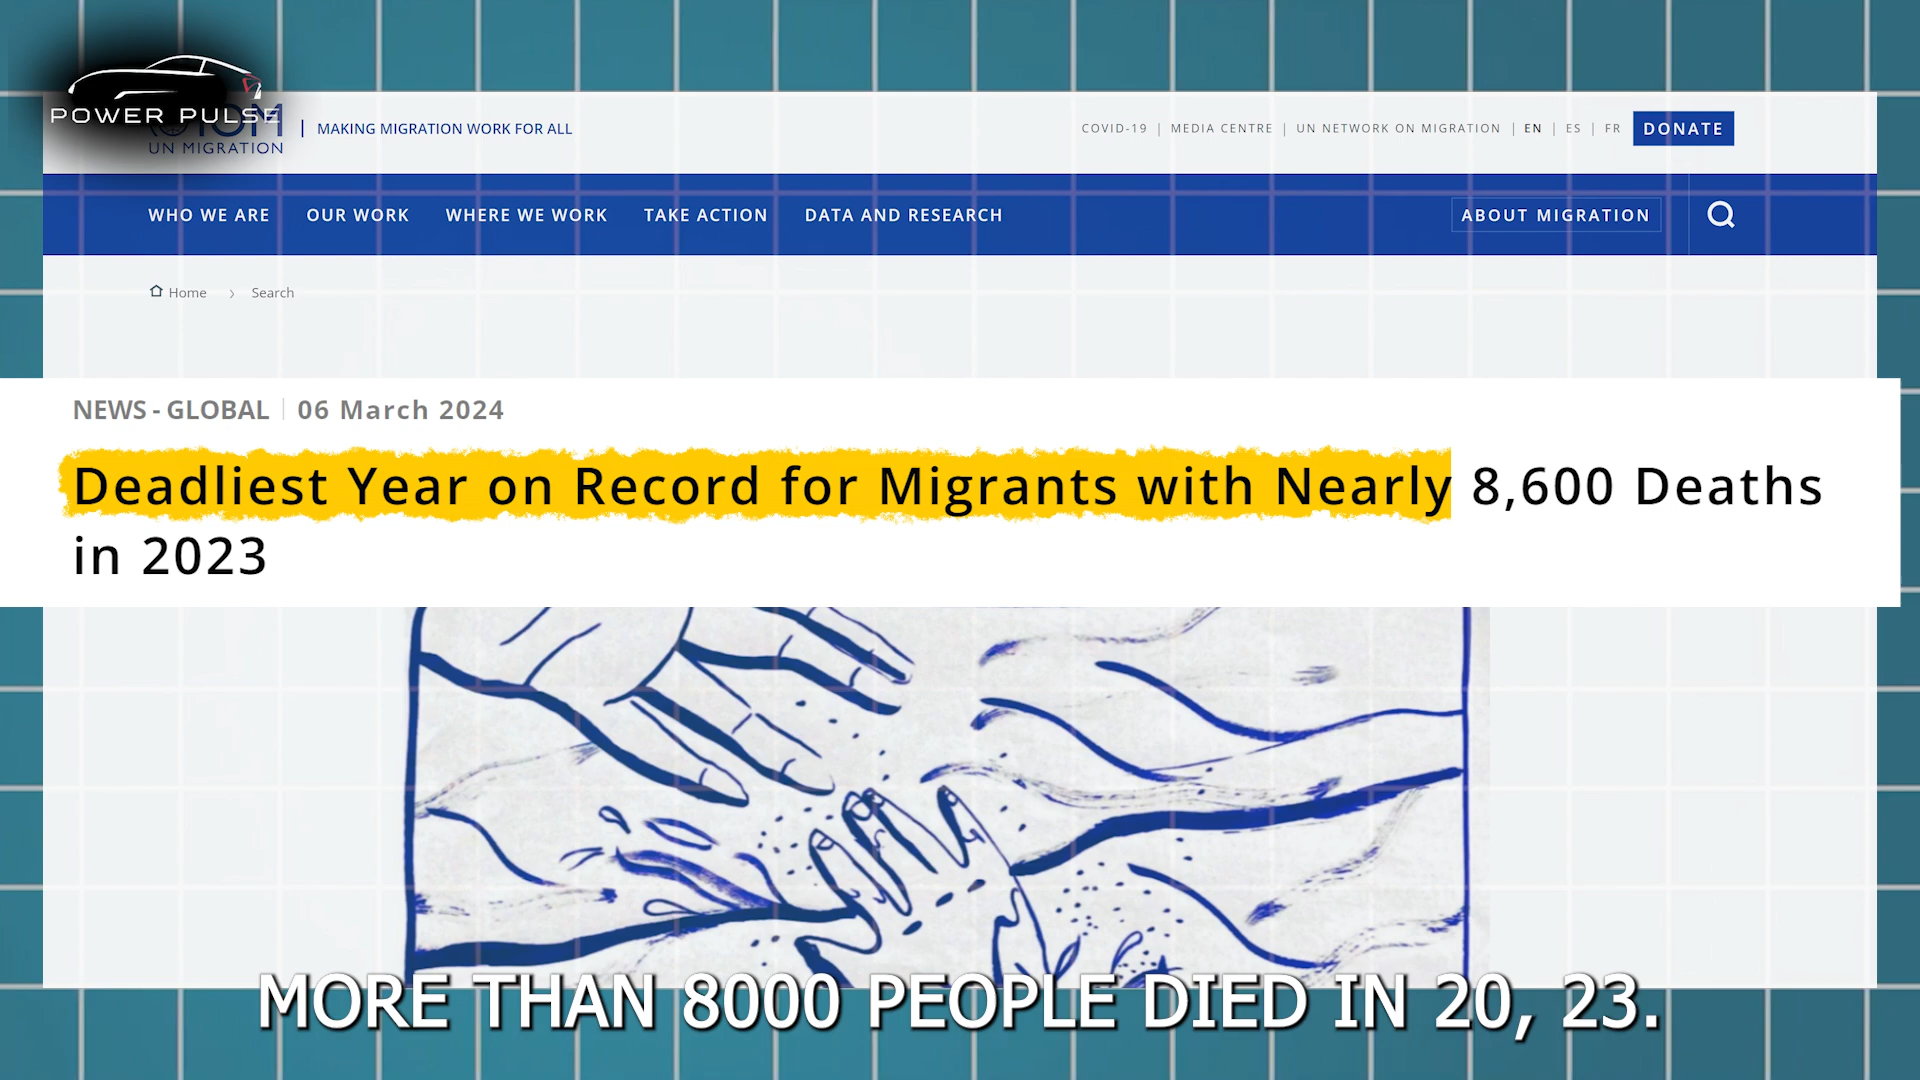 POWER PULSE
IOM
UN MIGRATION
MAKING MIGRATION WORK FOR ALL
COVID-19 | MEDIA CENTRE | UN NETWORK ON MIGRATION | EN | ES | FR
DONATE
WHO WE ARE
OUR WORK
WHERE WE WORK
TAKE ACTION
DATA AND RESEARCH
ABOUT MIGRATION
Home › Search
NEWS - GLOBAL | 06 March 2024
Deadliest Year on Record for Migrants with Nearly 8,600 Deaths
in 2023
MORE THAN 8000 PEOPLE DIED IN 20, 23.